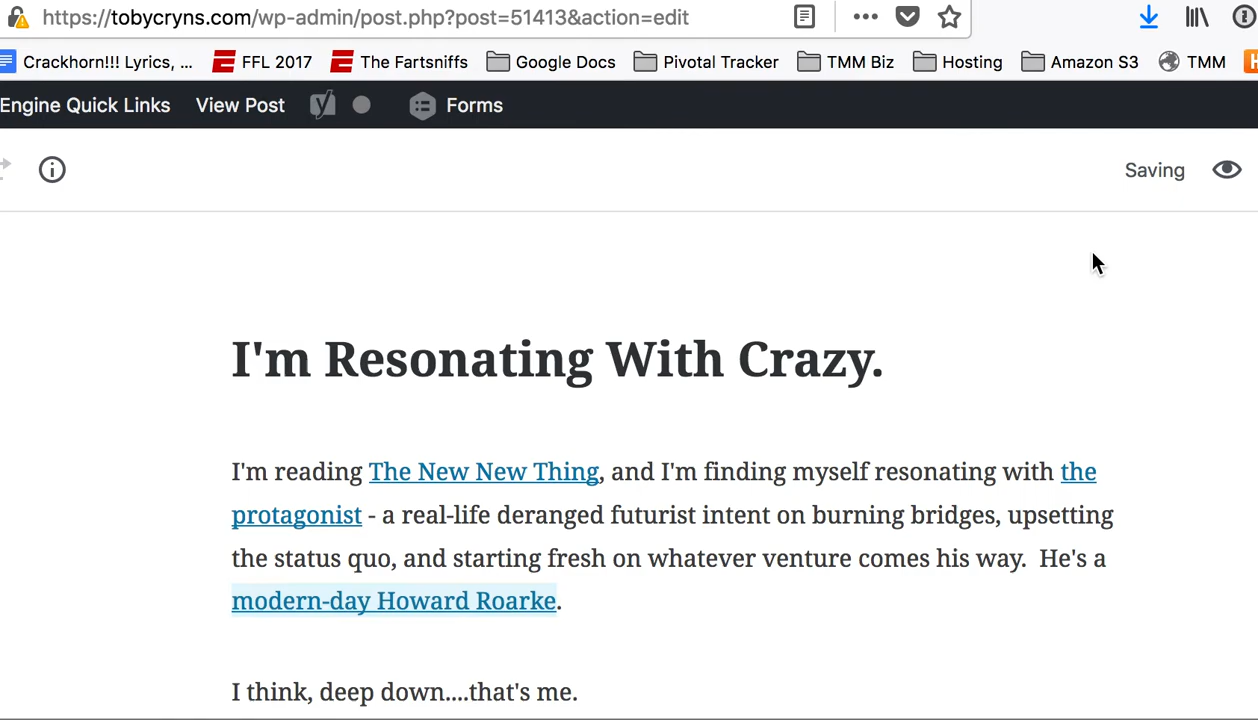 https://tobycryns.com/wp-admin/post.php?post=51413&action=edit
Crackhorn!!! Lyrics, ... FFL 2017 The Fartsniffs Google Docs Pivotal Tracker TMM Biz Hosting Amazon S3 TMM
Engine Quick Links View Post Forms
Saving
I'm Resonating With Crazy.
I'm reading The New New Thing, and I'm finding myself resonating with the
protagonist - a real-life deranged futurist intent on burning bridges, upsetting
the status quo, and starting fresh on whatever venture comes his way.  He's a
modern-day Howard Roarke.
I think, deep down....that's me.